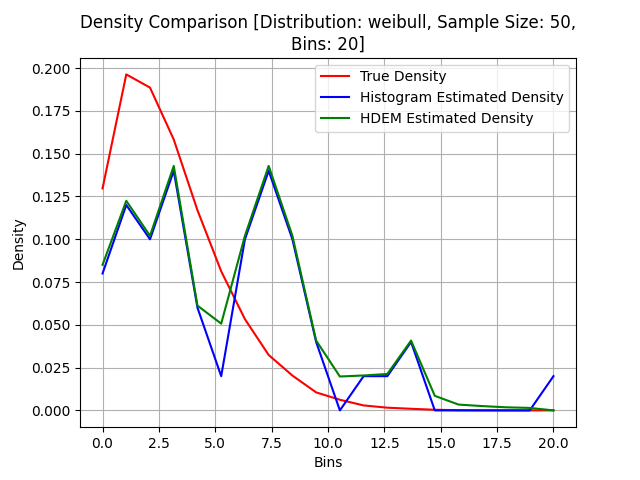 Density Comparison [Distribution: weibull, Sample Size: 50,
Bins: 20]
True Density
Histogram Estimated Density
HDEM Estimated Density
Density
0.200
0.175
0.150
0.125
0.100
0.075
0.050
0.025
0.000
0.0 2.5 5.0 7.5 10.0 12.5 15.0 17.5 20.0
Bins